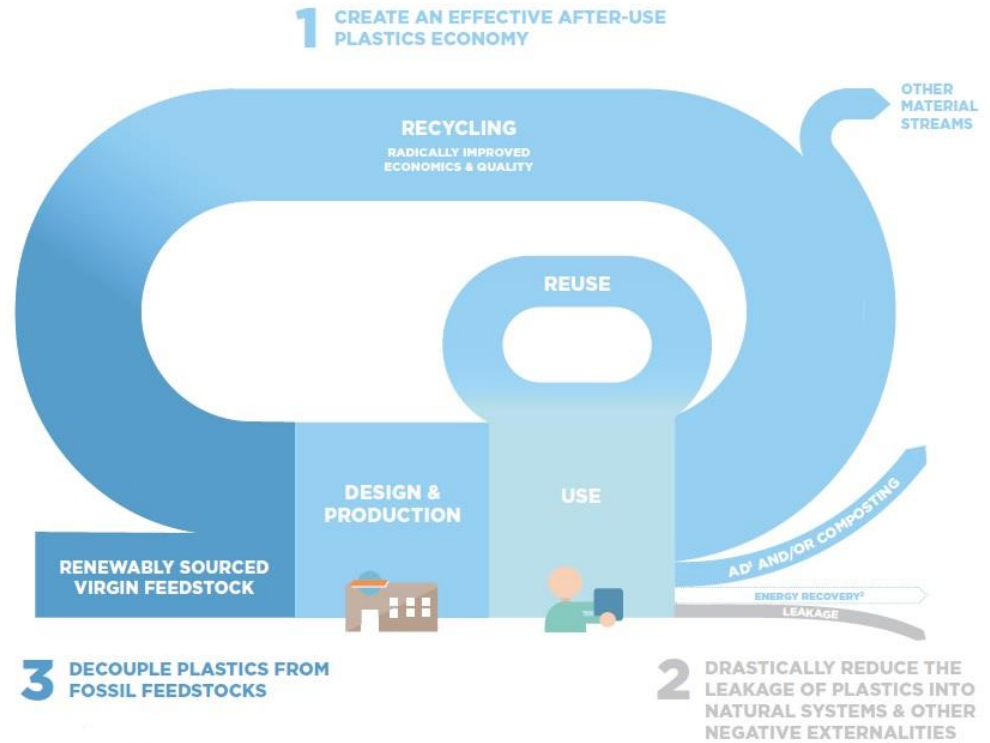 1 CREATE AN EFFECTIVE AFTER-USE
PLASTICS ECONOMY
OTHER
MATERIAL
STREAMS
RECYCLING
RADICALLY IMPROVED
ECONOMICS & QUALITY
REUSE
DESIGN &
PRODUCTION
USE
RENEWABLY SOURCED
VIRGIN FEEDSTOCK
AD¹ AND/OR COMPOSTING
ENERGY RECOVERY²
LEAKAGE
3 DECOUPLE PLASTICS FROM
FOSSIL FEEDSTOCKS
2 DRASTICALLY REDUCE THE
LEAKAGE OF PLASTICS INTO
NATURAL SYSTEMS & OTHER
NEGATIVE EXTERNALITIES